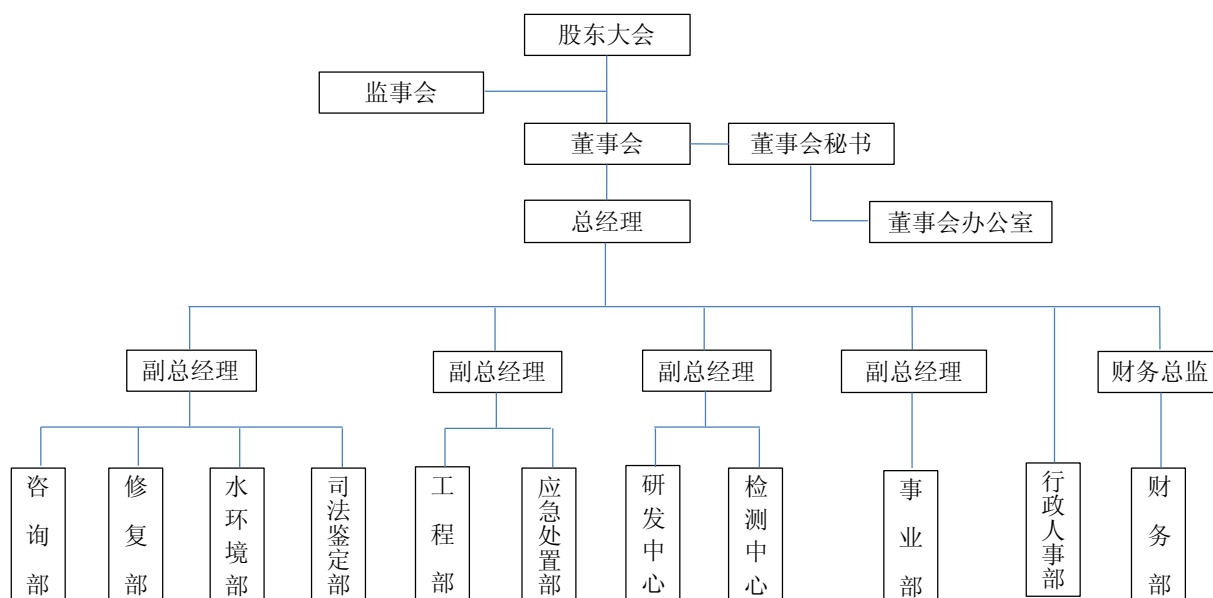 股东大会
监事会
董事会
董事会秘书
总经理
董事会办公室
副总经理
副总经理
副总经理
副总经理
财务总监
咨询部
修复部
水环境部
司法鉴定部
工程部
应急处置部
研发中心
检测中心
事业部
行政人事部
财务部